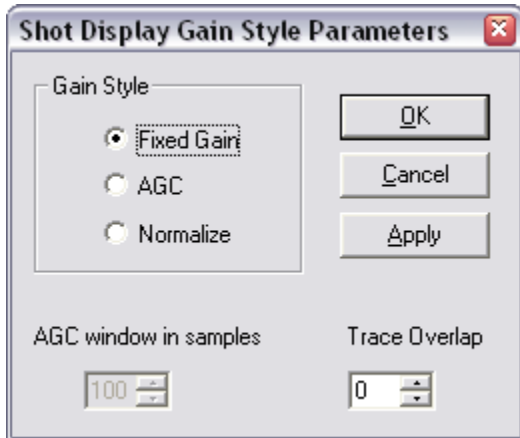 Shot Display Gain Style Parameters
Gain Style
Fixed Gain
AGC
Normalize
OK
Cancel
Apply
AGC window in samples
100
Trace Overlap
0